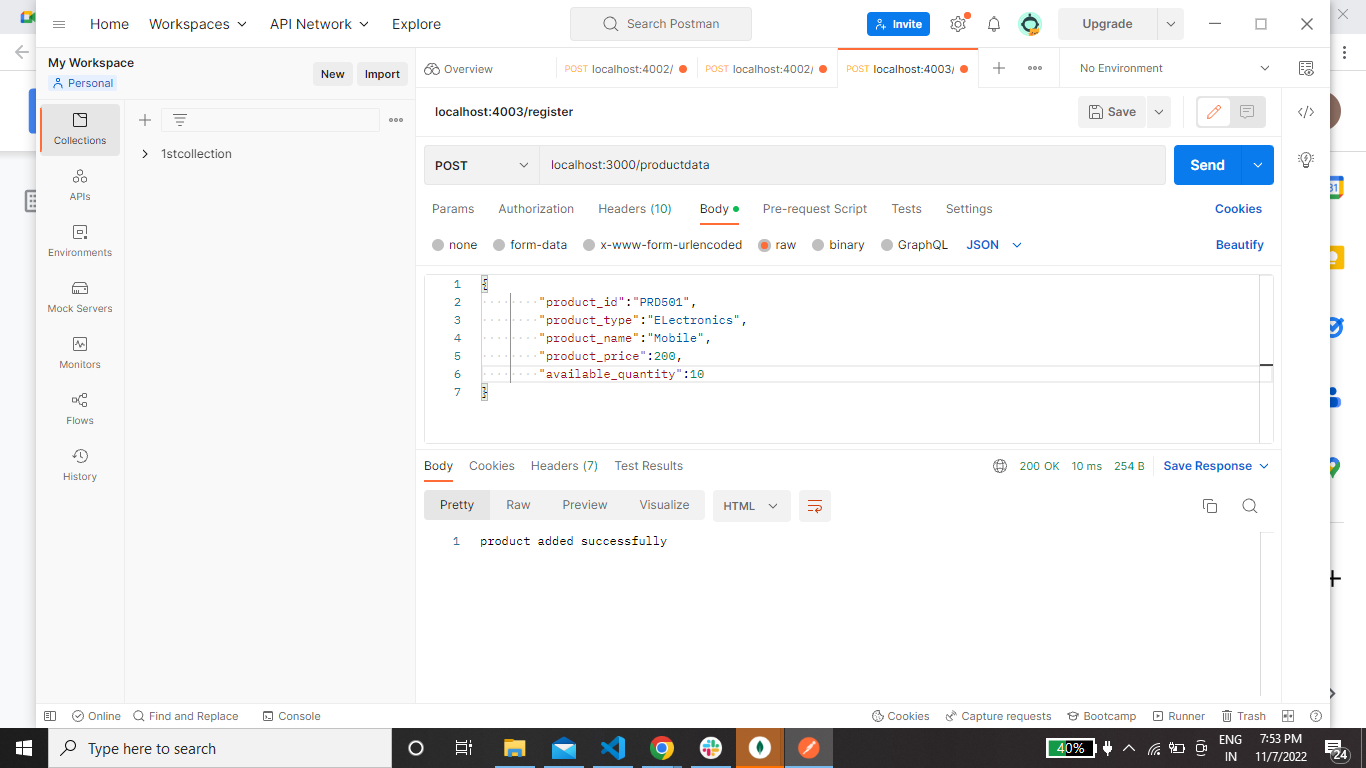 Home Workspaces API Network Explore Search Postman Invite Upgrade
My Workspace
Personal
New Import
Overview POST localhost:4002/ POST localhost:4002/ POST localhost:4003/ No Environment
Collections
APIs
Environments
Mock Servers
Monitors
Flows
History
1stcollection
localhost:4003/register Save
POST localhost:3000/productdata Send
Params Authorization Headers (10) Body Pre-request Script Tests Settings Cookies
none form-data x-www-form-urlencoded raw binary GraphQL JSON Beautify
1 {
2 "product_id":"PRD501",
3 "product_type":"ELectronics",
4 "product_name":"Mobile",
5 "product_price":200,
6 "available_quantity":10
7 }
Body Cookies Headers (7) Test Results 200 OK 10 ms 254 B Save Response
Pretty Raw Preview Visualize HTML
1 product added successfully
Online Find and Replace Console Cookies Capture requests Bootcamp Runner Trash
Type here to search 40% ENG 7:53 PM
IN 11/7/2022 24